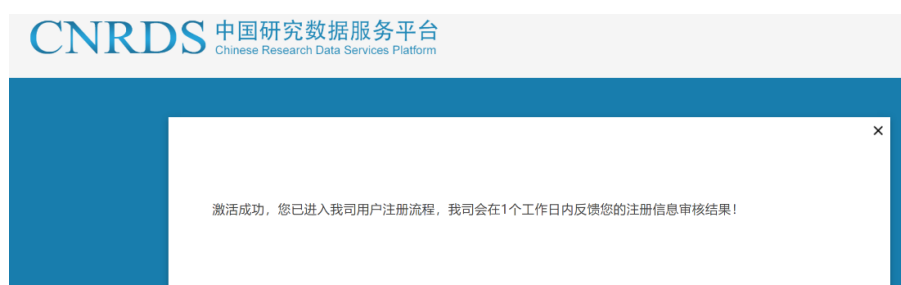 CNRDS 中国研究数据服务平台
Chinese Research Data Services Platform
×
激活成功，您已进入我司用户注册流程，我司会在1个工作日内反馈您的注册信息审核结果！